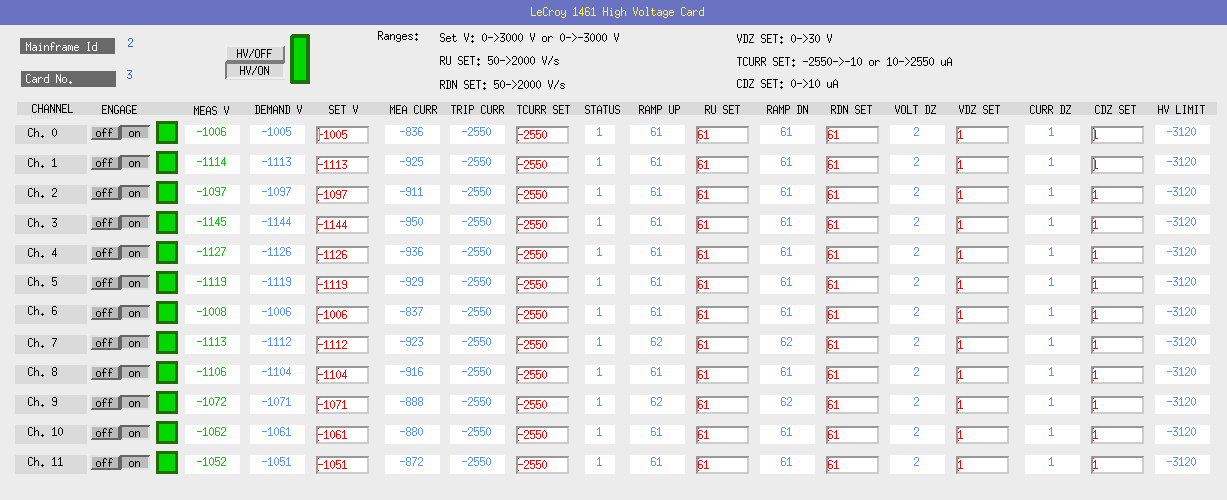 LeCroy 1461 High Voltage Card
Mainframe Id 2
Card No. 3
HV/OFF
HV/ON
Ranges: Set V: 0->3000 V or 0->-3000 V VDZ SET: 0->30 V
RU SET: 50->2000 V/s TCURR SET: -2550->-10 or 10->2550 uA
RDN SET: 50->2000 V/s CDZ SET: 0->10 uA
CHANNEL ENGAGE MEAS V DEMAND V SET V MEA CURR TRIP CURR TCURR SET STATUS RAMP UP RU SET RAMP DN RDN SET VOLT DZ VDZ SET CURR DZ CDZ SET HV LIMIT
Ch. 0 off on -1006 -1005 -1005 -836 -2550 -2550 1 61 61 61 61 2 1 1 1 -3120
Ch. 1 off on -1114 -1113 -1113 -925 -2550 -2550 1 61 61 61 61 2 1 1 1 -3120
Ch. 2 off on -1097 -1097 -1097 -911 -2550 -2550 1 61 61 61 61 2 1 1 1 -3120
Ch. 3 off on -1145 -1144 -1144 -950 -2550 -2550 1 61 61 61 61 2 1 1 1 -3120
Ch. 4 off on -1127 -1126 -1126 -936 -2550 -2550 1 61 61 61 61 2 1 1 1 -3120
Ch. 5 off on -1119 -1119 -1119 -929 -2550 -2550 1 61 61 61 61 2 1 1 1 -3120
Ch. 6 off on -1008 -1006 -1006 -837 -2550 -2550 1 61 61 61 61 2 1 1 1 -3120
Ch. 7 off on -1113 -1112 -1112 -923 -2550 -2550 1 62 61 62 61 2 1 1 1 -3120
Ch. 8 off on -1106 -1104 -1104 -916 -2550 -2550 1 61 61 61 61 2 1 1 1 -3120
Ch. 9 off on -1072 -1071 -1071 -888 -2550 -2550 1 62 61 62 61 2 1 1 1 -3120
Ch. 10 off on -1062 -1061 -1061 -880 -2550 -2550 1 61 61 61 61 2 1 1 1 -3120
Ch. 11 off on -1052 -1051 -1051 -872 -2550 -2550 1 61 61 61 61 2 1 1 1 -3120